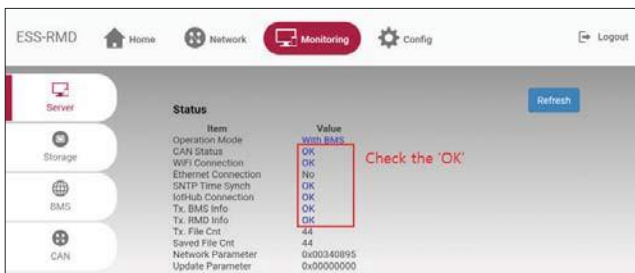 ESS-RMD Home Network Monitoring Config Logout
Server
Storage
BMS
CAN
Refresh
Status
Item Value
Operation Mode With BMS
CAN Status OK
WiFi Connection OK
Ethernet Connection No
SNTP Time Synch OK
IotHub Connection OK
Tx. BMS Info OK
Tx. RMD Info OK
Tx. File Cnt 44
Saved File Cnt 44
Network Parameter 0x00340895
Update Parameter 0x00000000
Check the 'OK'